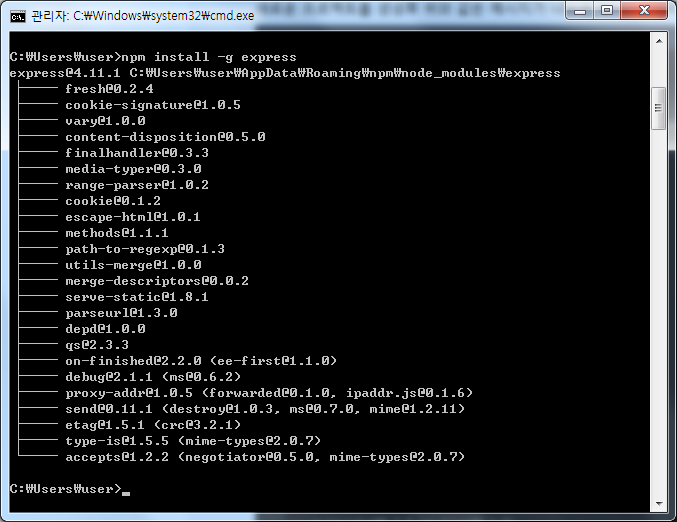 관리자: C:₩Windows₩system32₩cmd.exe
C:₩Users₩user>npm install -g express
express@4.11.1 C:₩Users₩user₩AppData₩Roaming₩npm₩node_modules₩express
├── fresh@0.2.4
├── cookie-signature@1.0.5
├── vary@1.0.0
├── content-disposition@0.5.0
├── finalhandler@0.3.3
├── media-typer@0.3.0
├── range-parser@1.0.2
├── cookie@0.1.2
├── escape-html@1.0.1
├── methods@1.1.1
├── path-to-regexp@0.1.3
├── utils-merge@1.0.0
├── merge-descriptors@0.0.2
├── serve-static@1.8.1
├── parseurl@1.3.0
├── depd@1.0.0
├── qs@2.3.3
├── on-finished@2.2.0 (ee-first@1.1.0)
├── debug@2.1.1 (ms@0.6.2)
├── proxy-addr@1.0.5 (forwarded@0.1.0, ipaddr.js@0.1.6)
├── send@0.11.1 (destroy@1.0.3, ms@0.7.0, mime@1.2.11)
├── etag@1.5.1 (crc@3.2.1)
├── type-is@1.5.5 (mime-types@2.0.7)
└── accepts@1.2.2 (negotiator@0.5.0, mime-types@2.0.7)
C:₩Users₩user>_